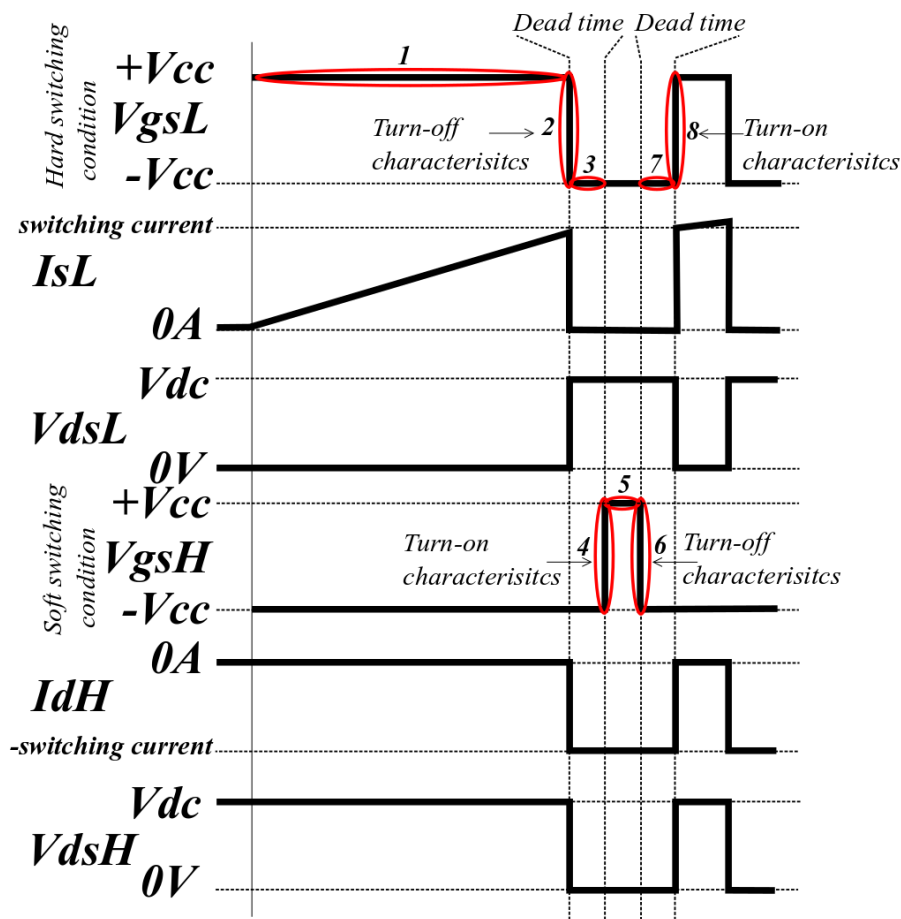 Dead time Dead time
Hard switching
condition
+Vcc
VgsL
-Vcc
1
2
3
7
8
Turn-off
characterisitcs
Turn-on
characterisitcs
switching current
IsL
0A
Vdc
VdsL
0V
Soft switching
condition
+Vcc
VgsH
-Vcc
5
4
6
Turn-on
characterisitcs
Turn-off
characterisitcs
0A
IdH
-switching current
Vdc
VdsH
0V